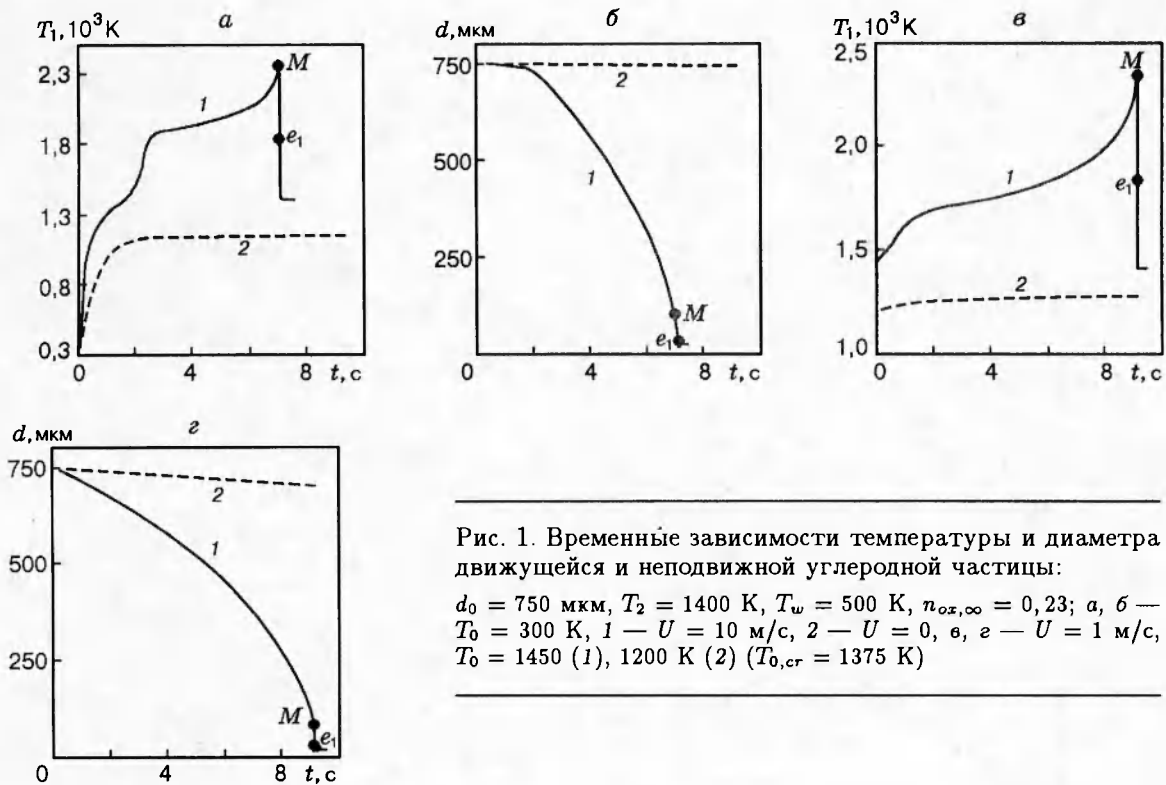 а
T₁, 10³ K
2,3
1,8
1,3
0,8
0,3
0
4
8
t, с
1
2
M
e₁
б
d, мкм
750
500
250
0
4
8
t, с
1
2
M
e₁
в
T₁, 10³ K
2,5
2,0
1,5
1,0
0
4
8
t, с
1
2
M
e₁
г
d, мкм
750
500
250
0
4
8
t, с
1
2
M
e₁
Рис. 1. Временные зависимости температуры и диаметра
движущейся и неподвижной углеродной частицы:
d₀ = 750 мкм, T₂ = 1400 К, T_w = 500 К, n_ox,∞ = 0,23; а, б —
T₀ = 300 К, 1 — U = 10 м/с, 2 — U = 0, в, г — U = 1 м/с,
T₀ = 1450 (1), 1200 К (2) (T₀,cr = 1375 К)